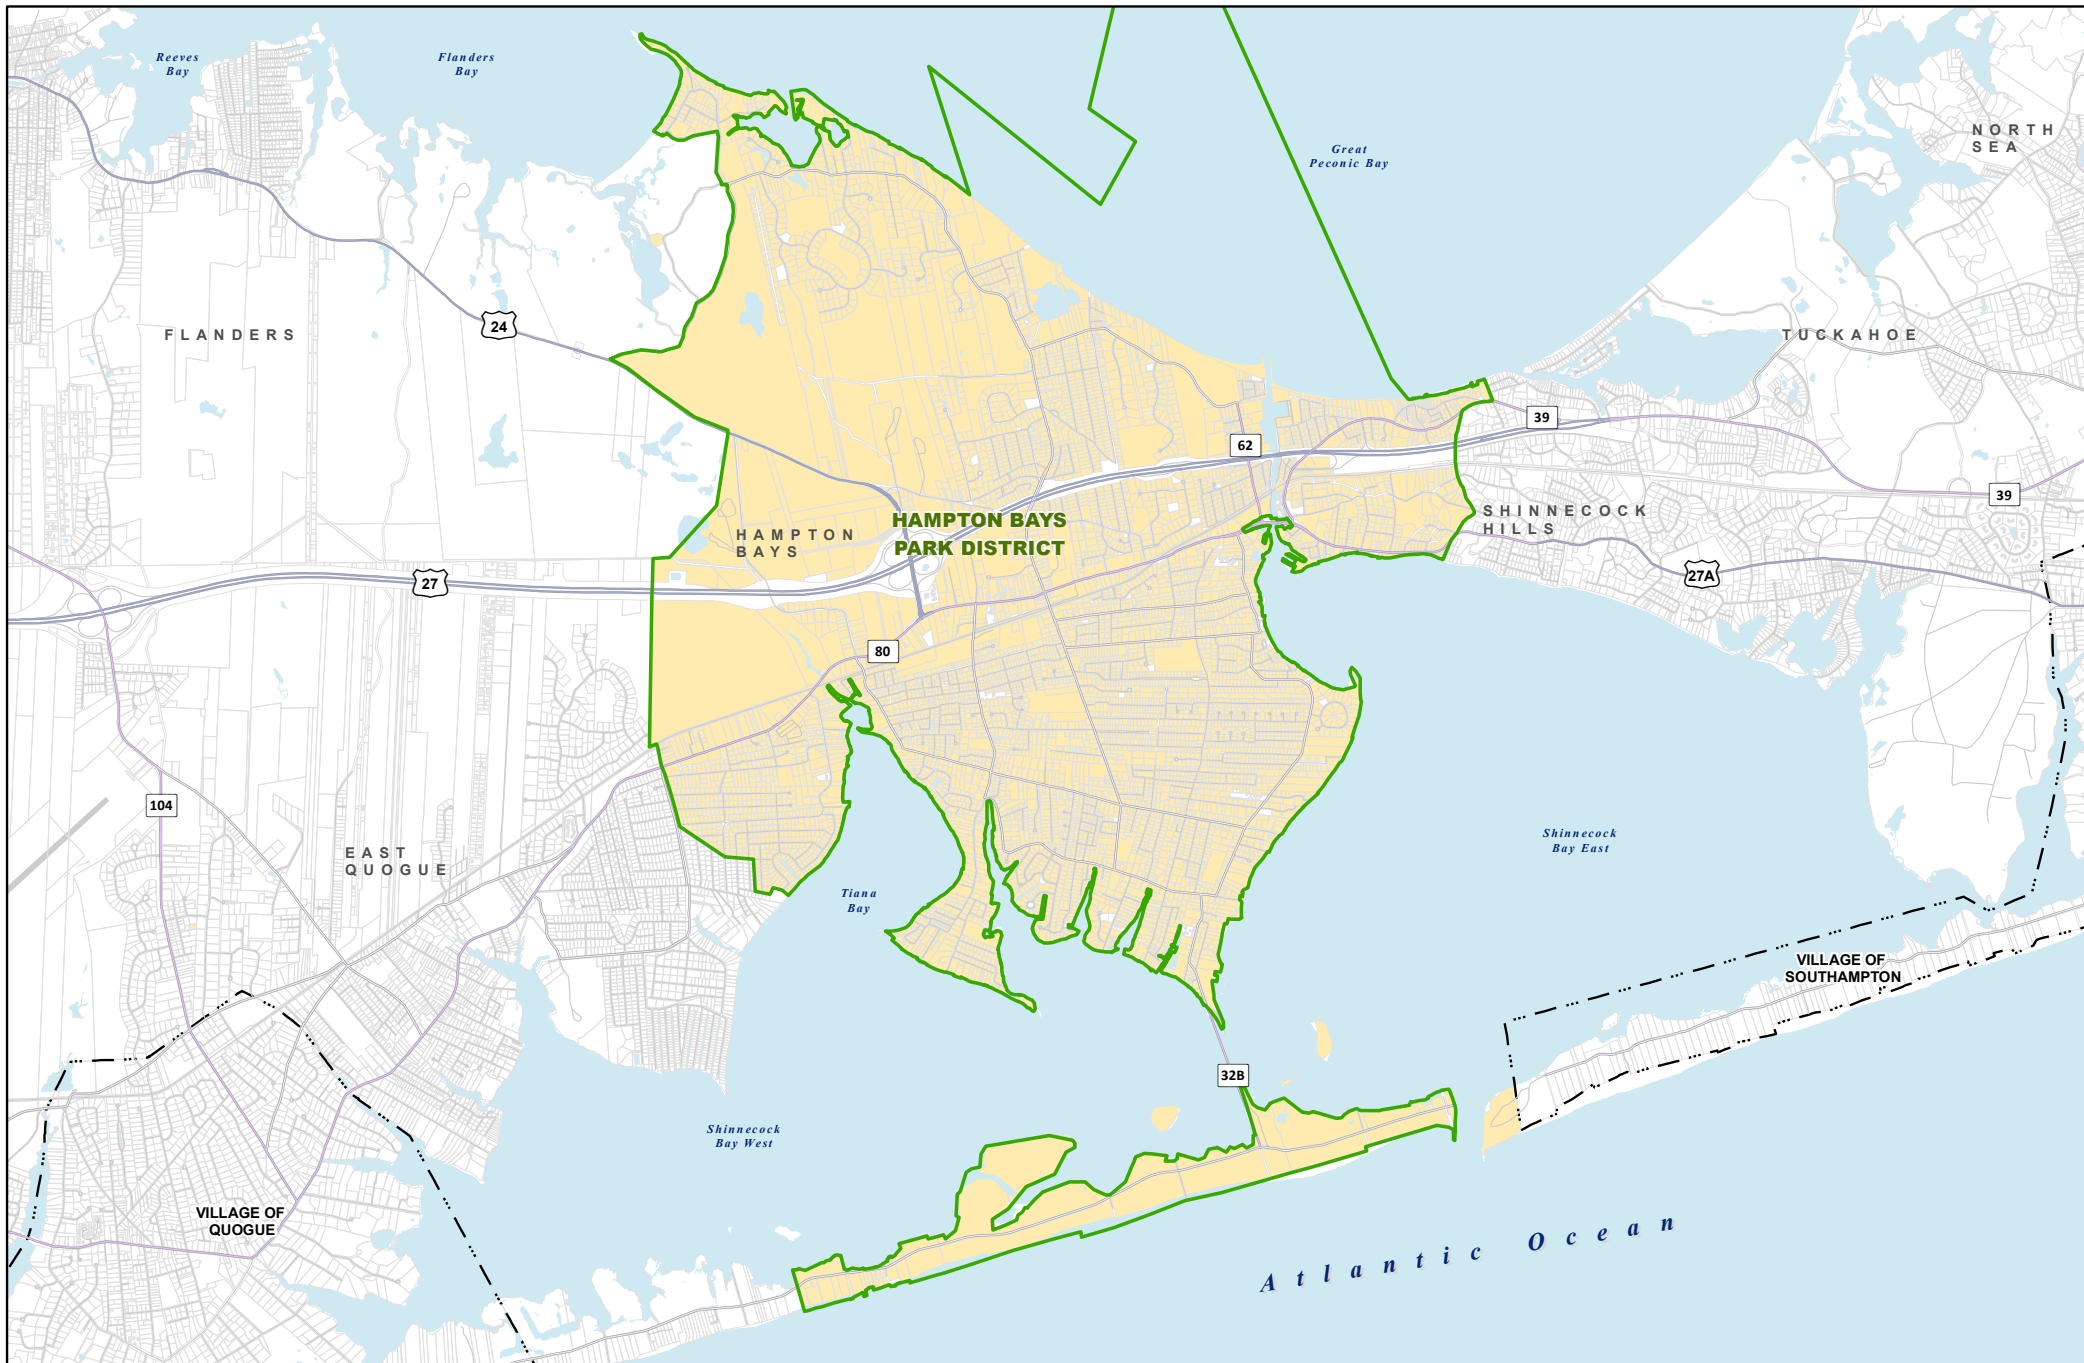 Reeves
Bay
Flanders
Bay
Great
Peconic Bay
NORTH
SEA
FLANDERS
24
TUCKAHOE
39
62
39
HAMPTON BAYS
PARK DISTRICT
HAMPTON
BAYS
SHINNECOCK
HILLS
27
27A
80
104
EAST
QUOGUE
Shinnecock
Bay East
Tiana
Bay
VILLAGE OF
SOUTHAMPTON
32B
Shinnecock
Bay West
VILLAGE OF
QUOGUE
Atlantic Ocean